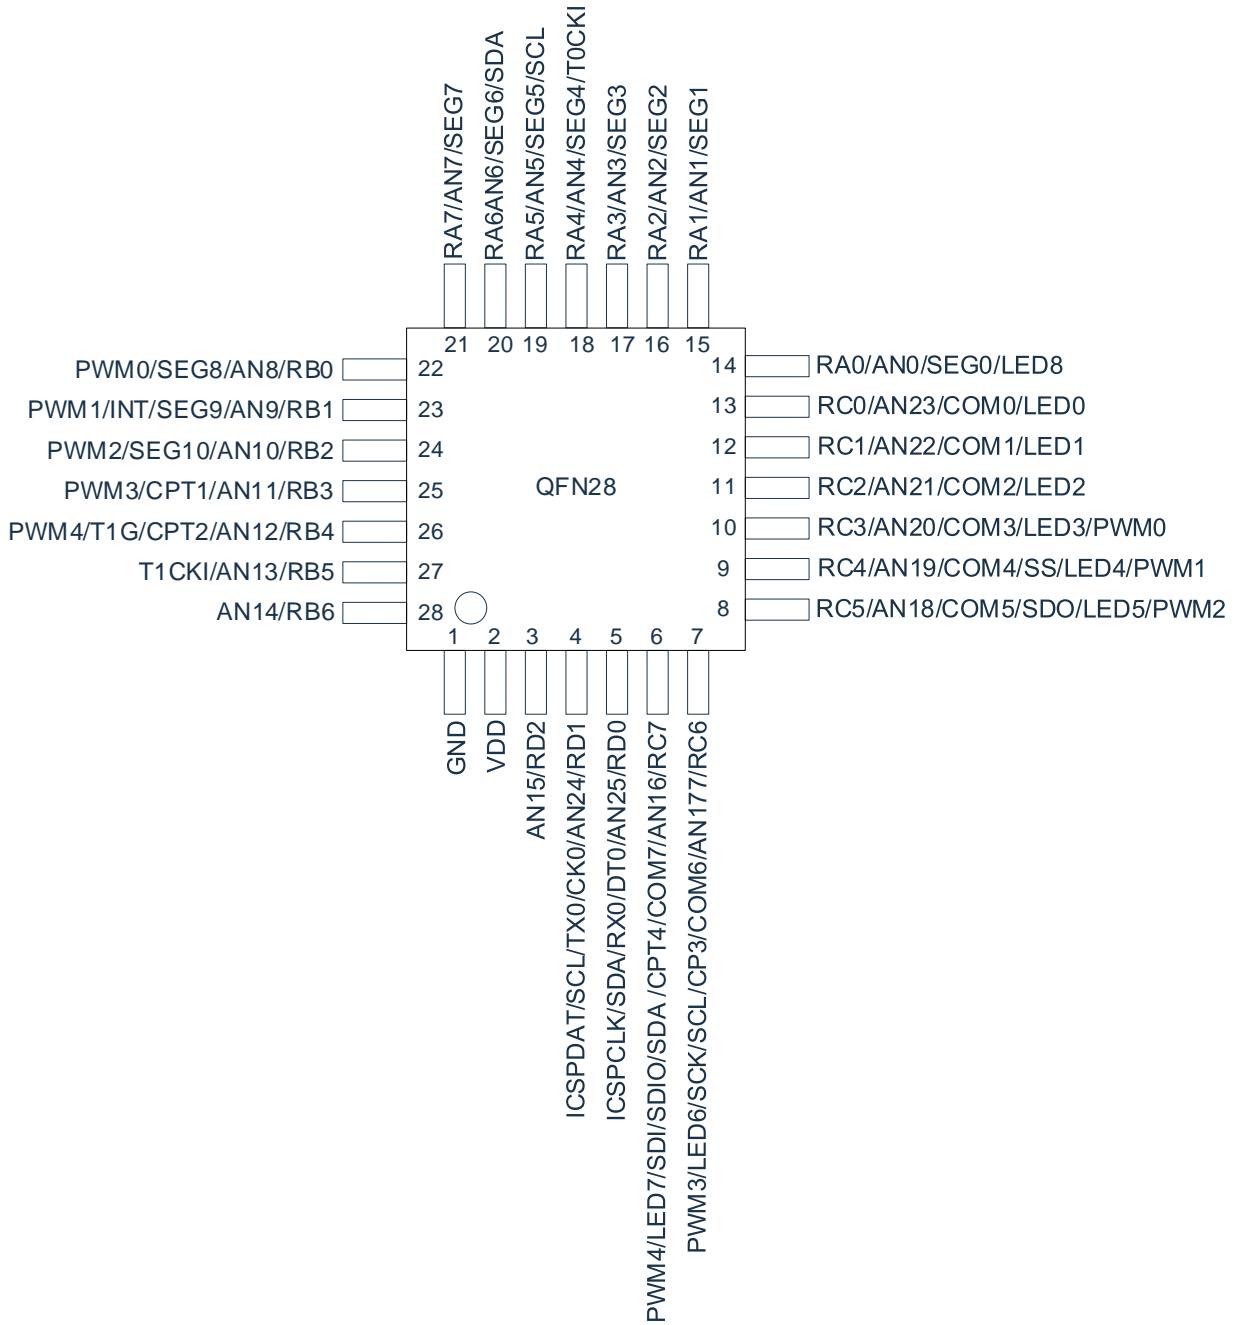 RA7/AN7/SEG7
RA6AN6/SEG6/SDA
RA5/AN5/SEG5/SCL
RA4/AN4/SEG4/T0CKI
RA3/AN3/SEG3
RA2/AN2/SEG2
RA1/AN1/SEG1
21 20 19 18 17 16 15
PWM0/SEG8/AN8/RB0 22
PWM1/INT/SEG9/AN9/RB1 23
PWM2/SEG10/AN10/RB2 24
PWM3/CPT1/AN11/RB3 25
PWM4/T1G/CPT2/AN12/RB4 26
T1CKI/AN13/RB5 27
AN14/RB6 28
QFN28
14 RA0/AN0/SEG0/LED8
13 RC0/AN23/COM0/LED0
12 RC1/AN22/COM1/LED1
11 RC2/AN21/COM2/LED2
10 RC3/AN20/COM3/LED3/PWM0
9 RC4/AN19/COM4/SS/LED4/PWM1
8 RC5/AN18/COM5/SDO/LED5/PWM2
1 2 3 4 5 6 7
GND
VDD
AN15/RD2
ICSPDAT/SCL/TX0/CK0/AN24/RD1
ICSPCLK/SDA/RX0/DT0/AN25/RD0
PWM4/LED7/SDI/SDIO/SDA /CPT4/COM7/AN16/RC7
PWM3/LED6/SCK/SCL/CP3/COM6/AN177/RC6